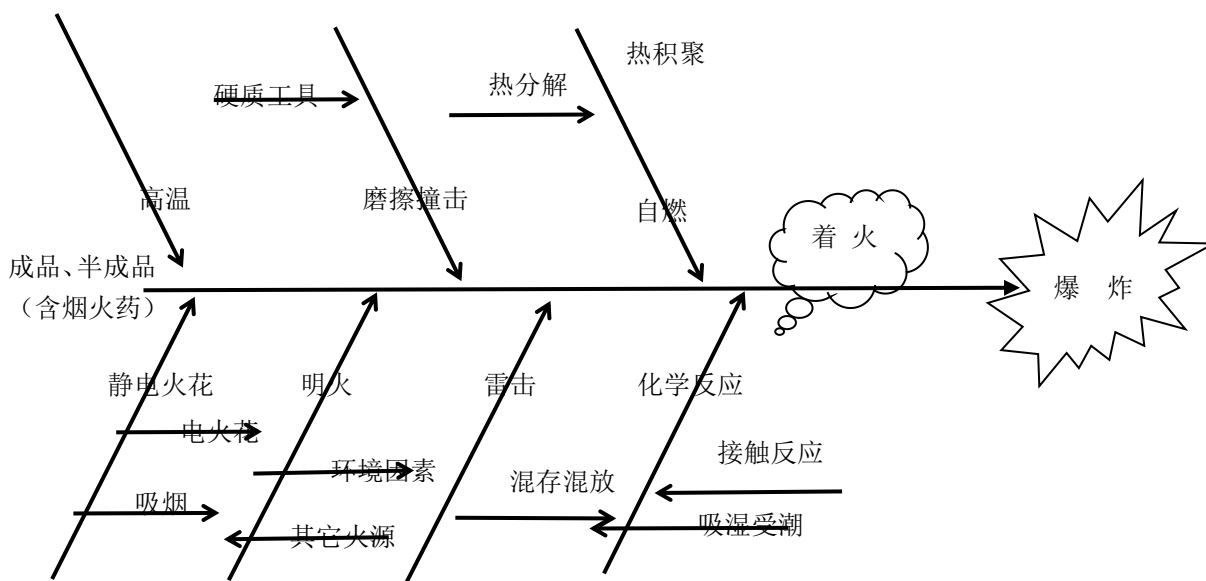 热积聚
热分解
硬质工具
高温
磨擦撞击
自燃
着 火
成品、半成品
（含烟火药）
爆 炸
静电火花
明火
雷击
化学反应
电火花
接触反应
环境因素
混存混放
吸烟
吸湿受潮
其它火源